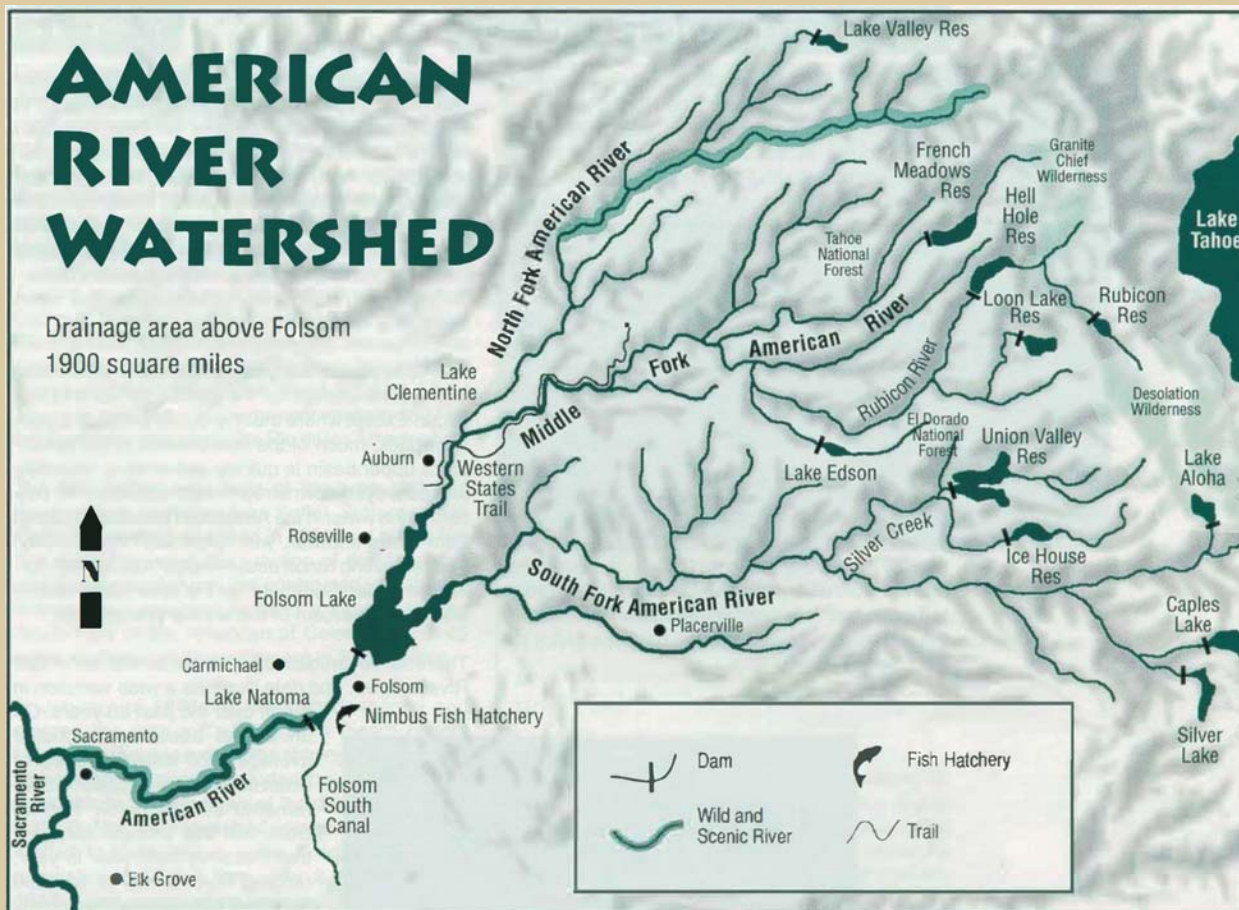 AMERICAN
RIVER
WATERSHED
Drainage area above Folsom
1900 square miles
Lake Valley Res
North Fork American River
French
Meadows
Res
Granite
Chief
Wilderness
Hell
Hole
Res
Lake
Tahoe
Tahoe
National
Forest
Loon Lake
Res
Rubicon
Res
Middle Fork American River
Rubicon River
Desolation
Wilderness
Lake
Clementine
Auburn
Western
States
Trail
El Dorado
National
Forest
Lake Edson
Union Valley
Res
Lake
Aloha
Silver Creek
Ice House
Res
Roseville
N
Folsom Lake
South Fork American River
Placerville
Caples
Lake
Silver
Lake
Carmichael
Folsom
Lake Natoma
Nimbus Fish Hatchery
Sacramento
Sacramento
River
American River
Folsom
South
Canal
Elk Grove
Dam
Fish Hatchery
Wild and
Scenic River
Trail